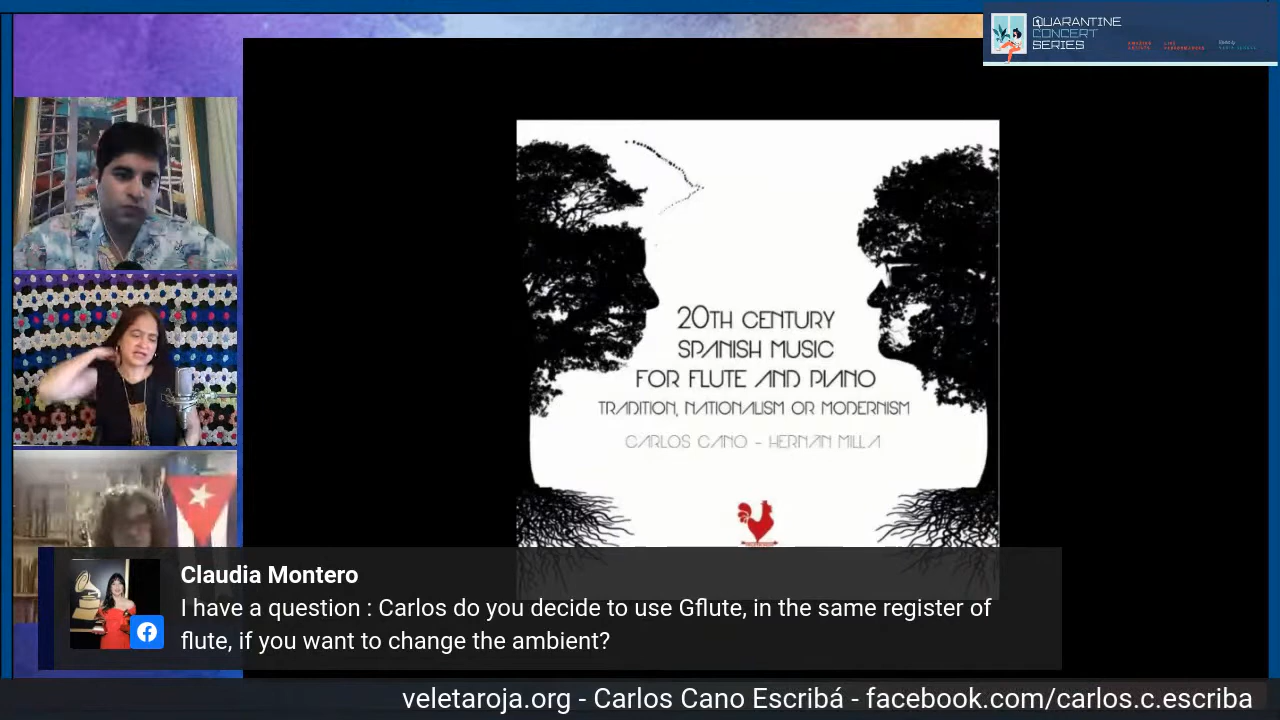 QUARANTINE
CONCERT
SERIES
20TH CENTURY
SPANISH MUSIC
FOR FLUTE AND PIANO
TRADITION, NATIONALISM OR MODERNISM
CARLOS CANO - HERNÁN MILLA
Claudia Montero
I have a question : Carlos do you decide to use Gflute, in the same register of
flute, if you want to change the ambient?
veletaroja.org - Carlos Cano Escribá - facebook.com/carlos.c.escriba